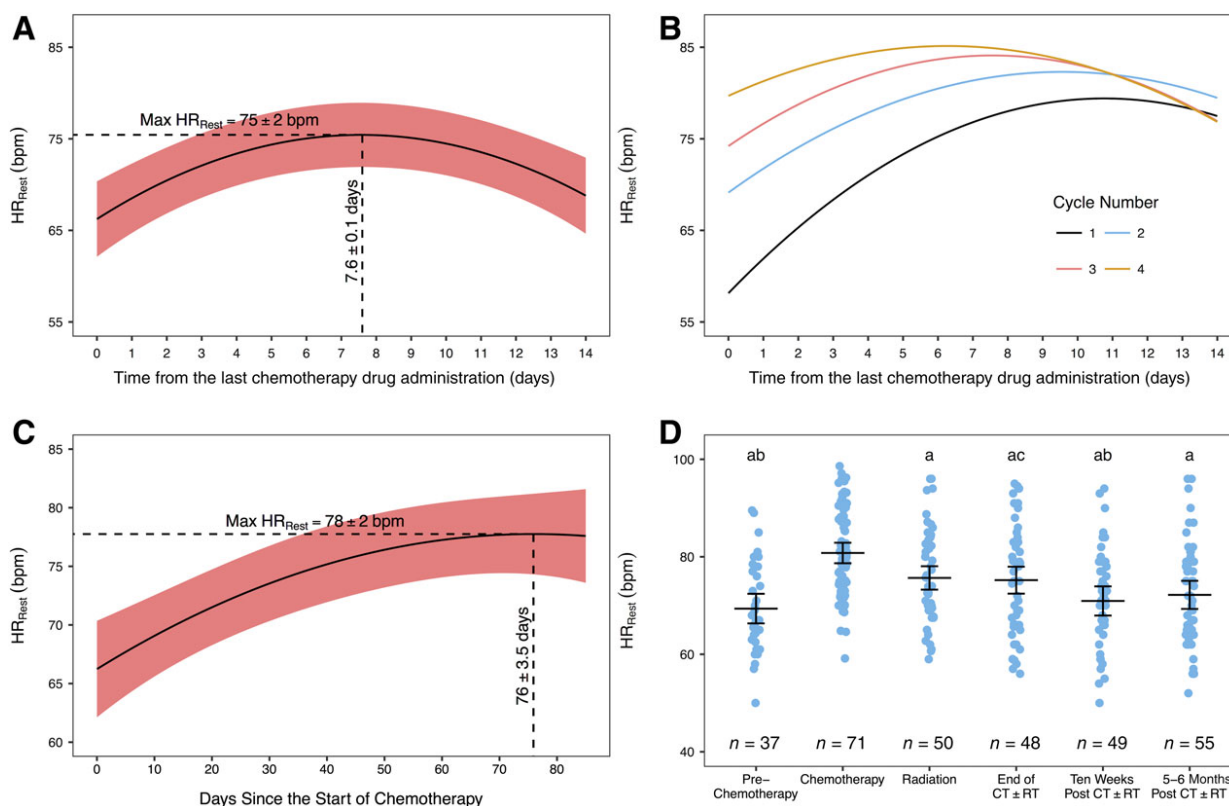 A
85
75
65
55
HRRest (bpm)
Max HRRest = 75 ± 2 bpm
7.6 ± 0.1 days
0 1 2 3 4 5 6 7 8 9 10 11 12 13 14
Time from the last chemotherapy drug administration (days)
B
85
75
65
55
HRRest (bpm)
Cycle Number
1 2
3 4
0 1 2 3 4 5 6 7 8 9 10 11 12 13 14
Time from the last chemotherapy drug administration (days)
C
85
80
75
70
65
60
HRRest (bpm)
Max HRRest = 78 ± 2 bpm
76 ± 3.5 days
0 10 20 30 40 50 60 70 80
Days Since the Start of Chemotherapy
D
100
80
60
40
HRRest (bpm)
ab a ac ab a
n = 37 n = 71 n = 50 n = 48 n = 49 n = 55
Pre− Chemotherapy Radiation End of Ten Weeks 5−6 Months
Chemotherapy CT ± RT Post CT ± RT Post CT ± RT